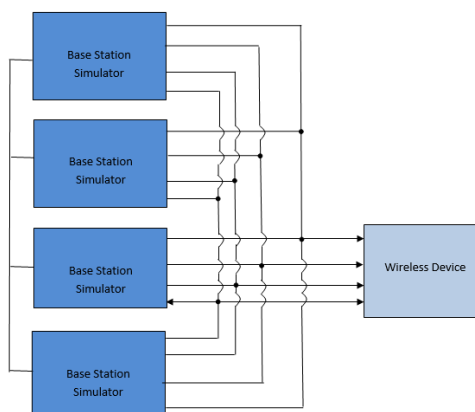 Base Station
Simulator
Base Station
Simulator
Base Station
Simulator
Wireless Device
Base Station
Simulator